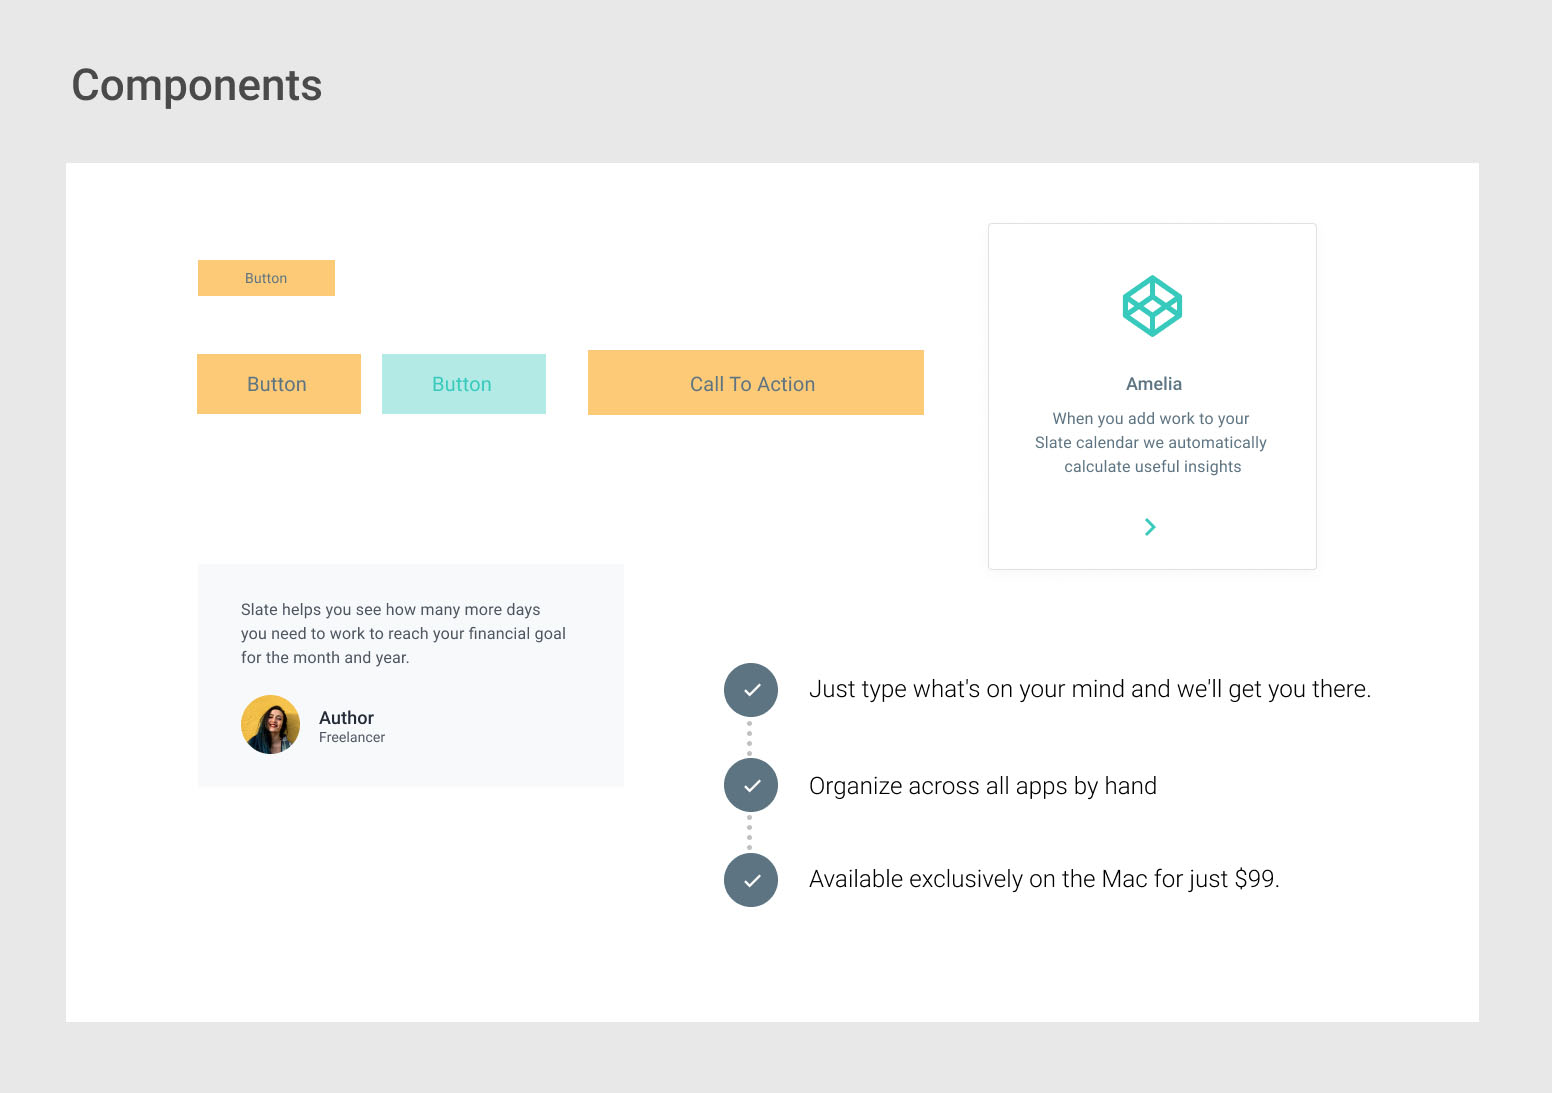 Components
Button
Button
Button
Call To Action
Amelia
When you add work to your
Slate calendar we automatically
calculate useful insights
Slate helps you see how many more days
you need to work to reach your financial goal
for the month and year.
Author
Freelancer
Just type what's on your mind and we'll get you there.
Organize across all apps by hand
Available exclusively on the Mac for just $99.